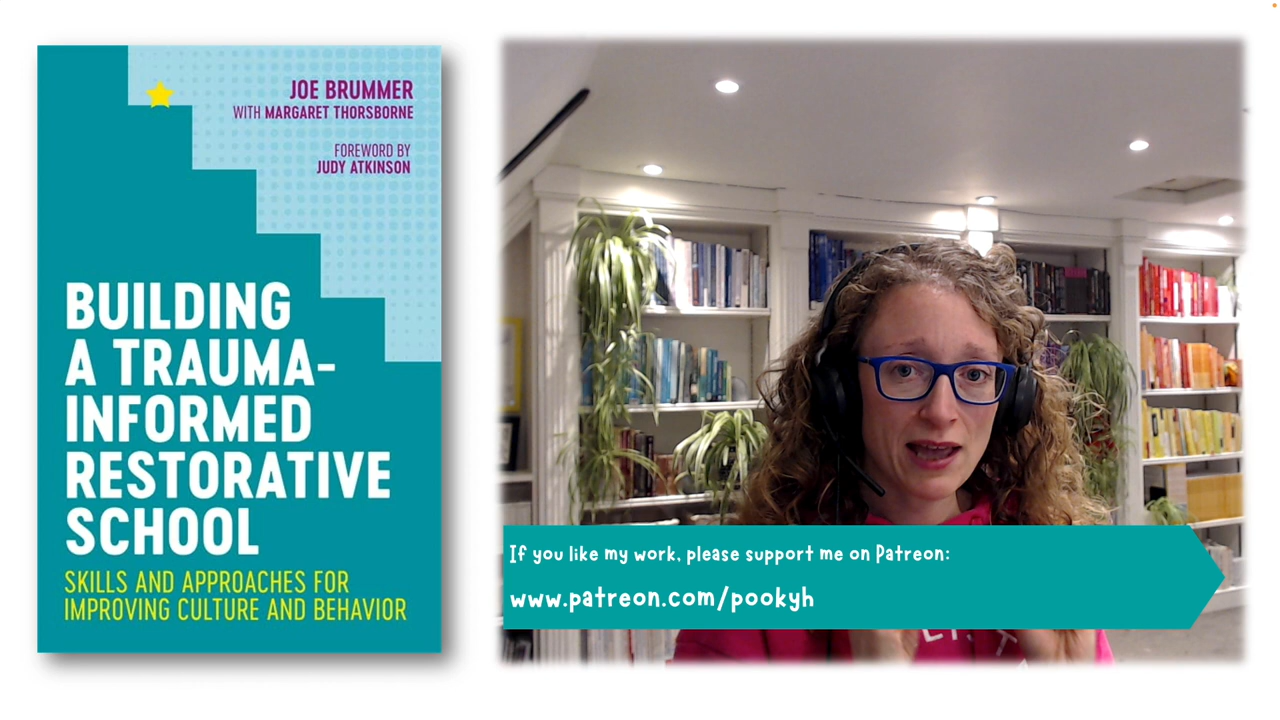 JOE BRUMMER
WITH MARGARET THORSBORNE
FOREWORD BY
JUDY ATKINSON
BUILDING
A TRAUMA-
INFORMED
RESTORATIVE
SCHOOL
SKILLS AND APPROACHES FOR
IMPROVING CULTURE AND BEHAVIOR
If you like my work, please support me on Patreon:
www.patreon.com/pookyh